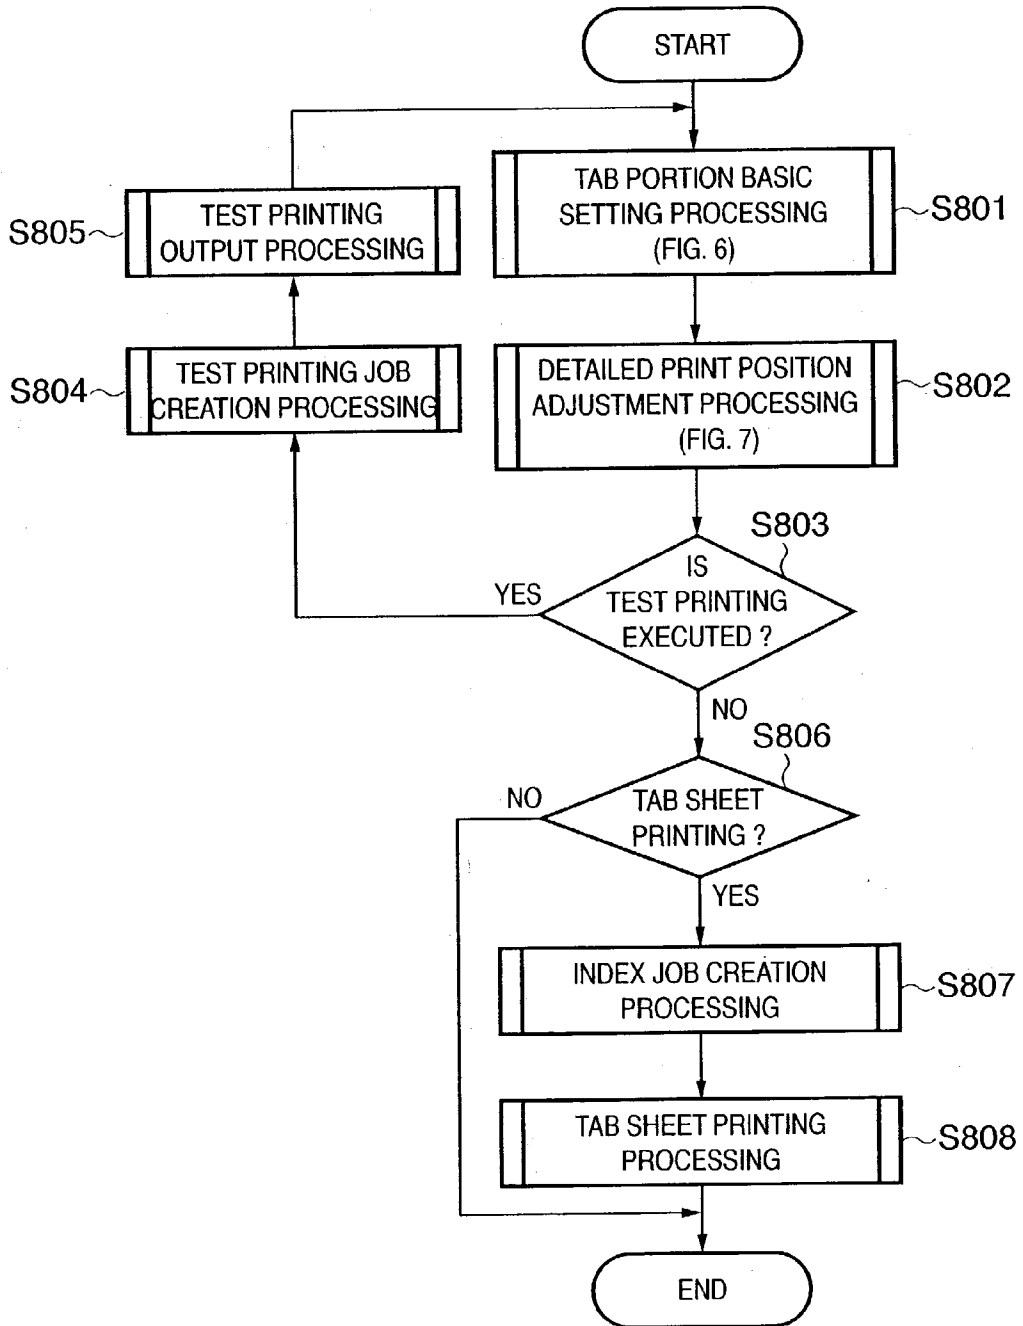 START
TAB PORTION BASIC
SETTING PROCESSING
(FIG. 6)
S801
TEST PRINTING
OUTPUT PROCESSING
S805
DETAILED PRINT POSITION
ADJUSTMENT PROCESSING
(FIG. 7)
S802
TEST PRINTING JOB
CREATION PROCESSING
S804
S803
IS
TEST PRINTING
EXECUTED ?
YES
NO
S806
TAB SHEET
PRINTING ?
NO
YES
INDEX JOB CREATION
PROCESSING
S807
TAB SHEET PRINTING
PROCESSING
S808
END